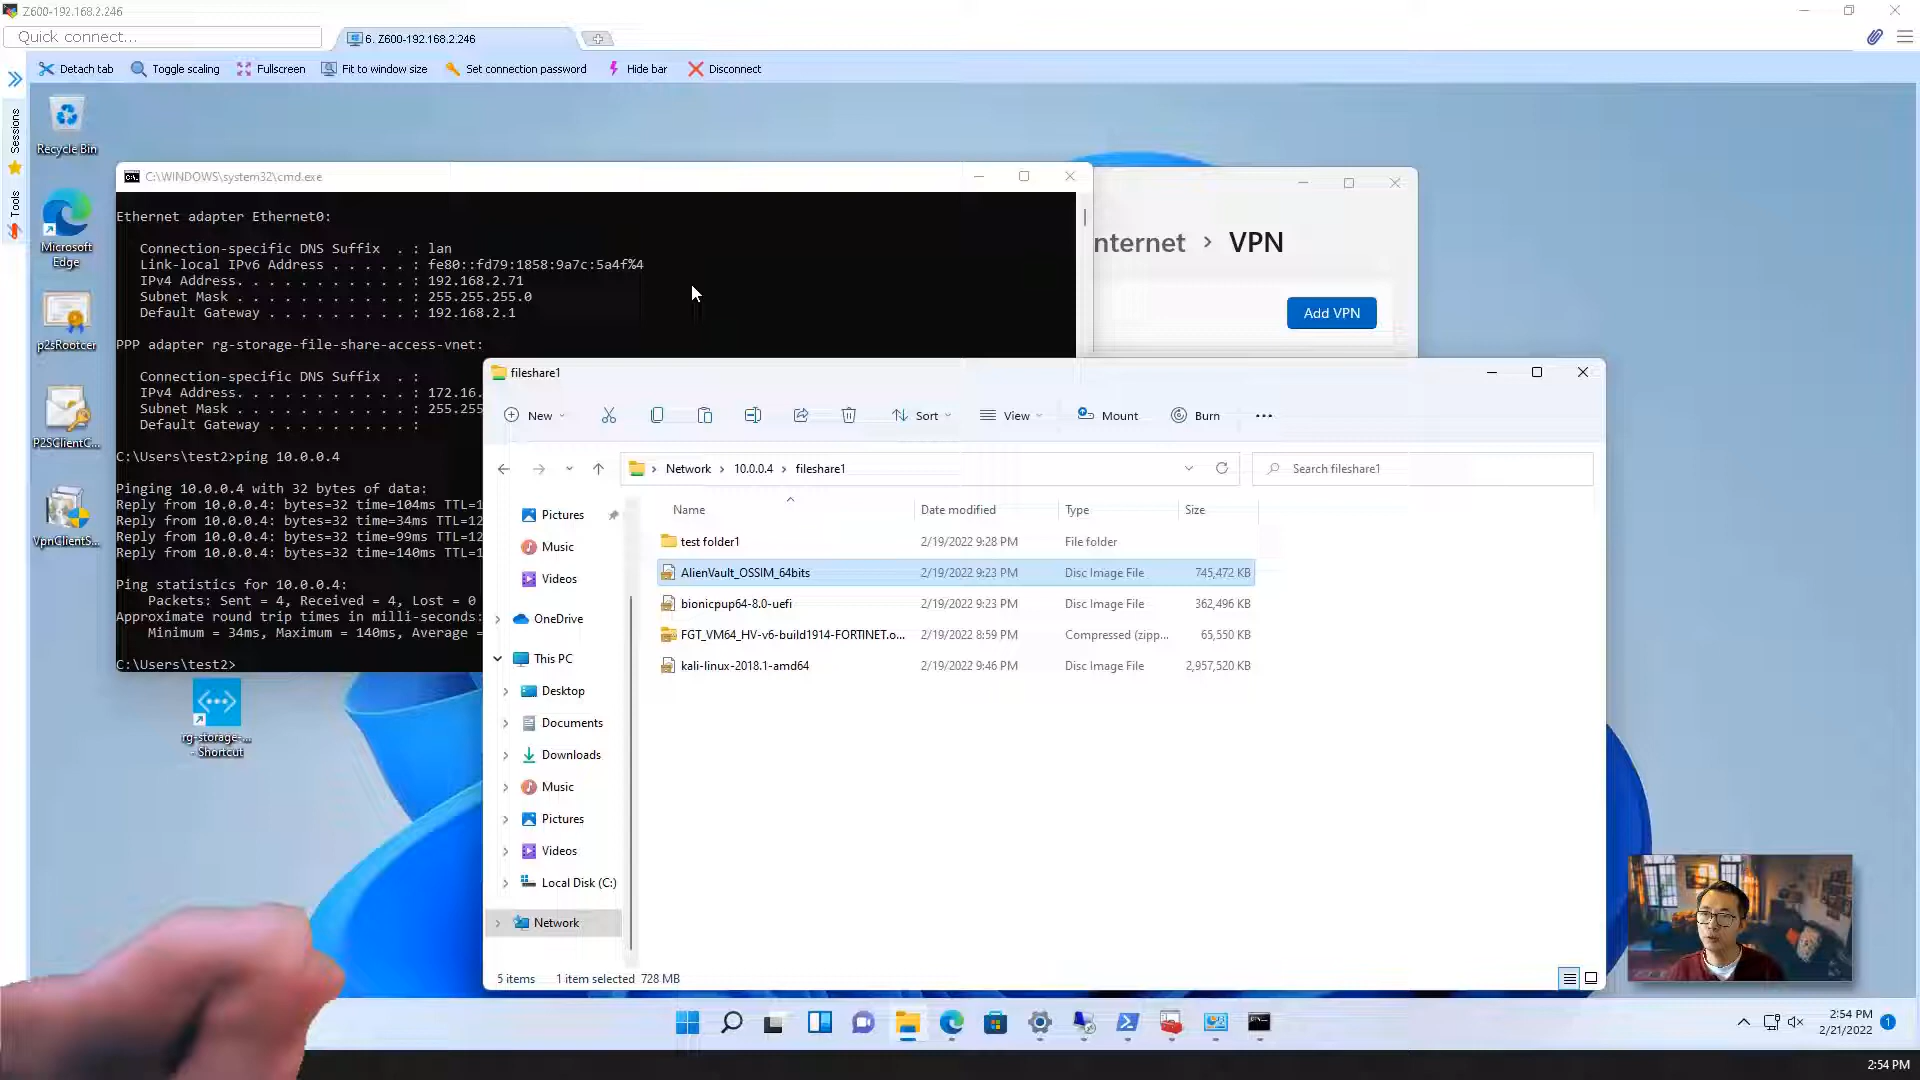 Z600-192.168.2.246
Quick connect...
6. Z600-192.168.2.246
Detach tab
Toggle scaling
Fullscreen
Fit to window size
Set connection password
Hide bar
Disconnect
Sessions
Tools
Recycle Bin
Microsoft
Edge
p2sRootcer
P2SClientC...
VpnClientS...
rg-storage-...
- Shortcut
C:\WINDOWS\system32\cmd.exe
Ethernet adapter Ethernet0:
Connection-specific DNS Suffix . : lan
Link-local IPv6 Address . . . . . : fe80::fd79:1858:9a7c:5a4f%4
IPv4 Address. . . . . . . . . . . : 192.168.2.71
Subnet Mask . . . . . . . . . . . : 255.255.255.0
Default Gateway . . . . . . . . . : 192.168.2.1
PPP adapter rg-storage-file-share-access-vnet:
Connection-specific DNS Suffix . :
IPv4 Address. . . . . . . . . . . : 172.16.
Subnet Mask . . . . . . . . . . . : 255.255
Default Gateway . . . . . . . . . :
C:\Users\test2>ping 10.0.0.4
Pinging 10.0.0.4 with 32 bytes of data:
Reply from 10.0.0.4: bytes=32 time=104ms TTL=1
Reply from 10.0.0.4: bytes=32 time=34ms TTL=12
Reply from 10.0.0.4: bytes=32 time=99ms TTL=12
Reply from 10.0.0.4: bytes=32 time=140ms TTL=1
Ping statistics for 10.0.0.4:
Packets: Sent = 4, Received = 4, Lost = 0
Approximate round trip times in milli-seconds:
Minimum = 34ms, Maximum = 140ms, Average =
C:\Users\test2>
nternet > VPN
Add VPN
fileshare1
New
Sort
View
Mount
Burn
Network > 10.0.0.4 > fileshare1
Search fileshare1
Pictures
Music
Videos
OneDrive
This PC
Desktop
Documents
Downloads
Music
Pictures
Videos
Local Disk (C:)
Network
Name Date modified Type Size
test folder1 2/19/2022 9:28 PM File folder
AlienVault_OSSIM_64bits 2/19/2022 9:23 PM Disc Image File 745,472 KB
bionicpup64-8.0-uefi 2/19/2022 9:23 PM Disc Image File 362,496 KB
FGT_VM64_HV-v6-build1914-FORTINET.o... 2/19/2022 8:59 PM Compressed (zipp... 65,550 KB
kali-linux-2018.1-amd64 2/19/2022 9:46 PM Disc Image File 2,957,520 KB
5 items 1 item selected 728 MB
2:54 PM
2/21/2022
1
2:54 PM